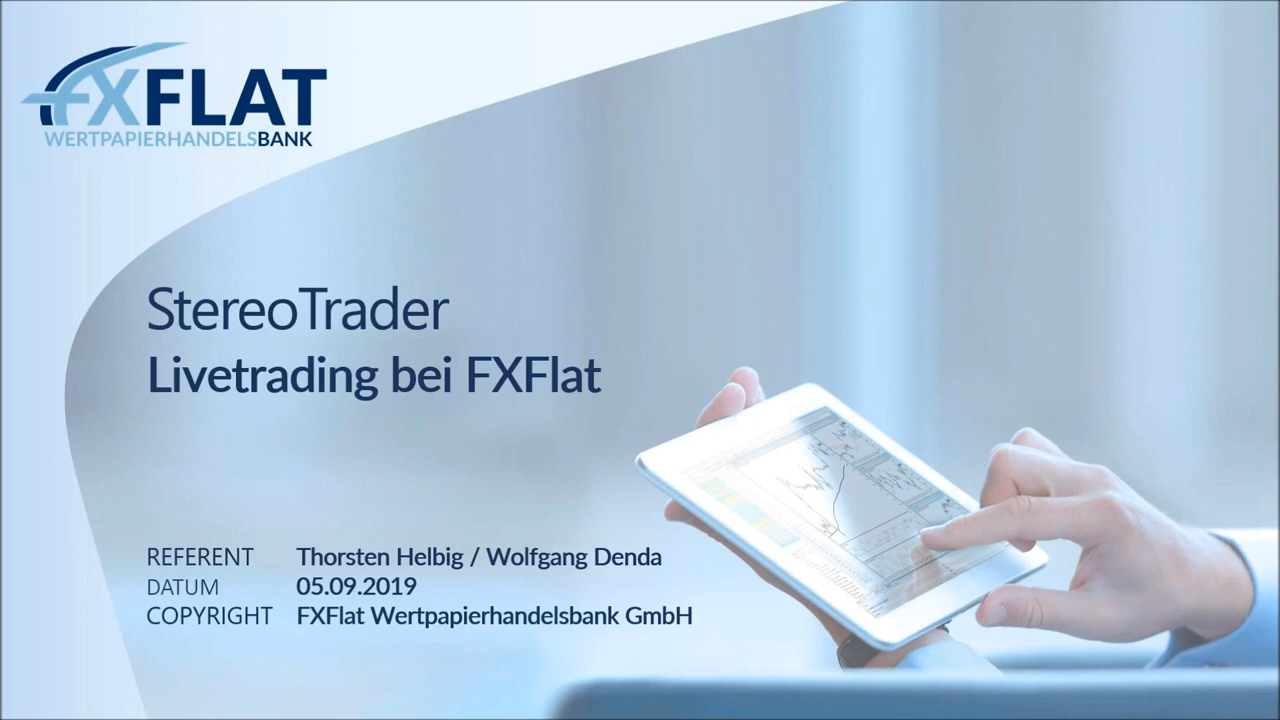 FXFLAT
WERTPAPIERHANDELSBANK
StereoTrader
Livetrading bei FXFlat
REFERENT Thorsten Helbig / Wolfgang Denda
DATUM 05.09.2019
COPYRIGHT FXFlat Wertpapierhandelsbank GmbH